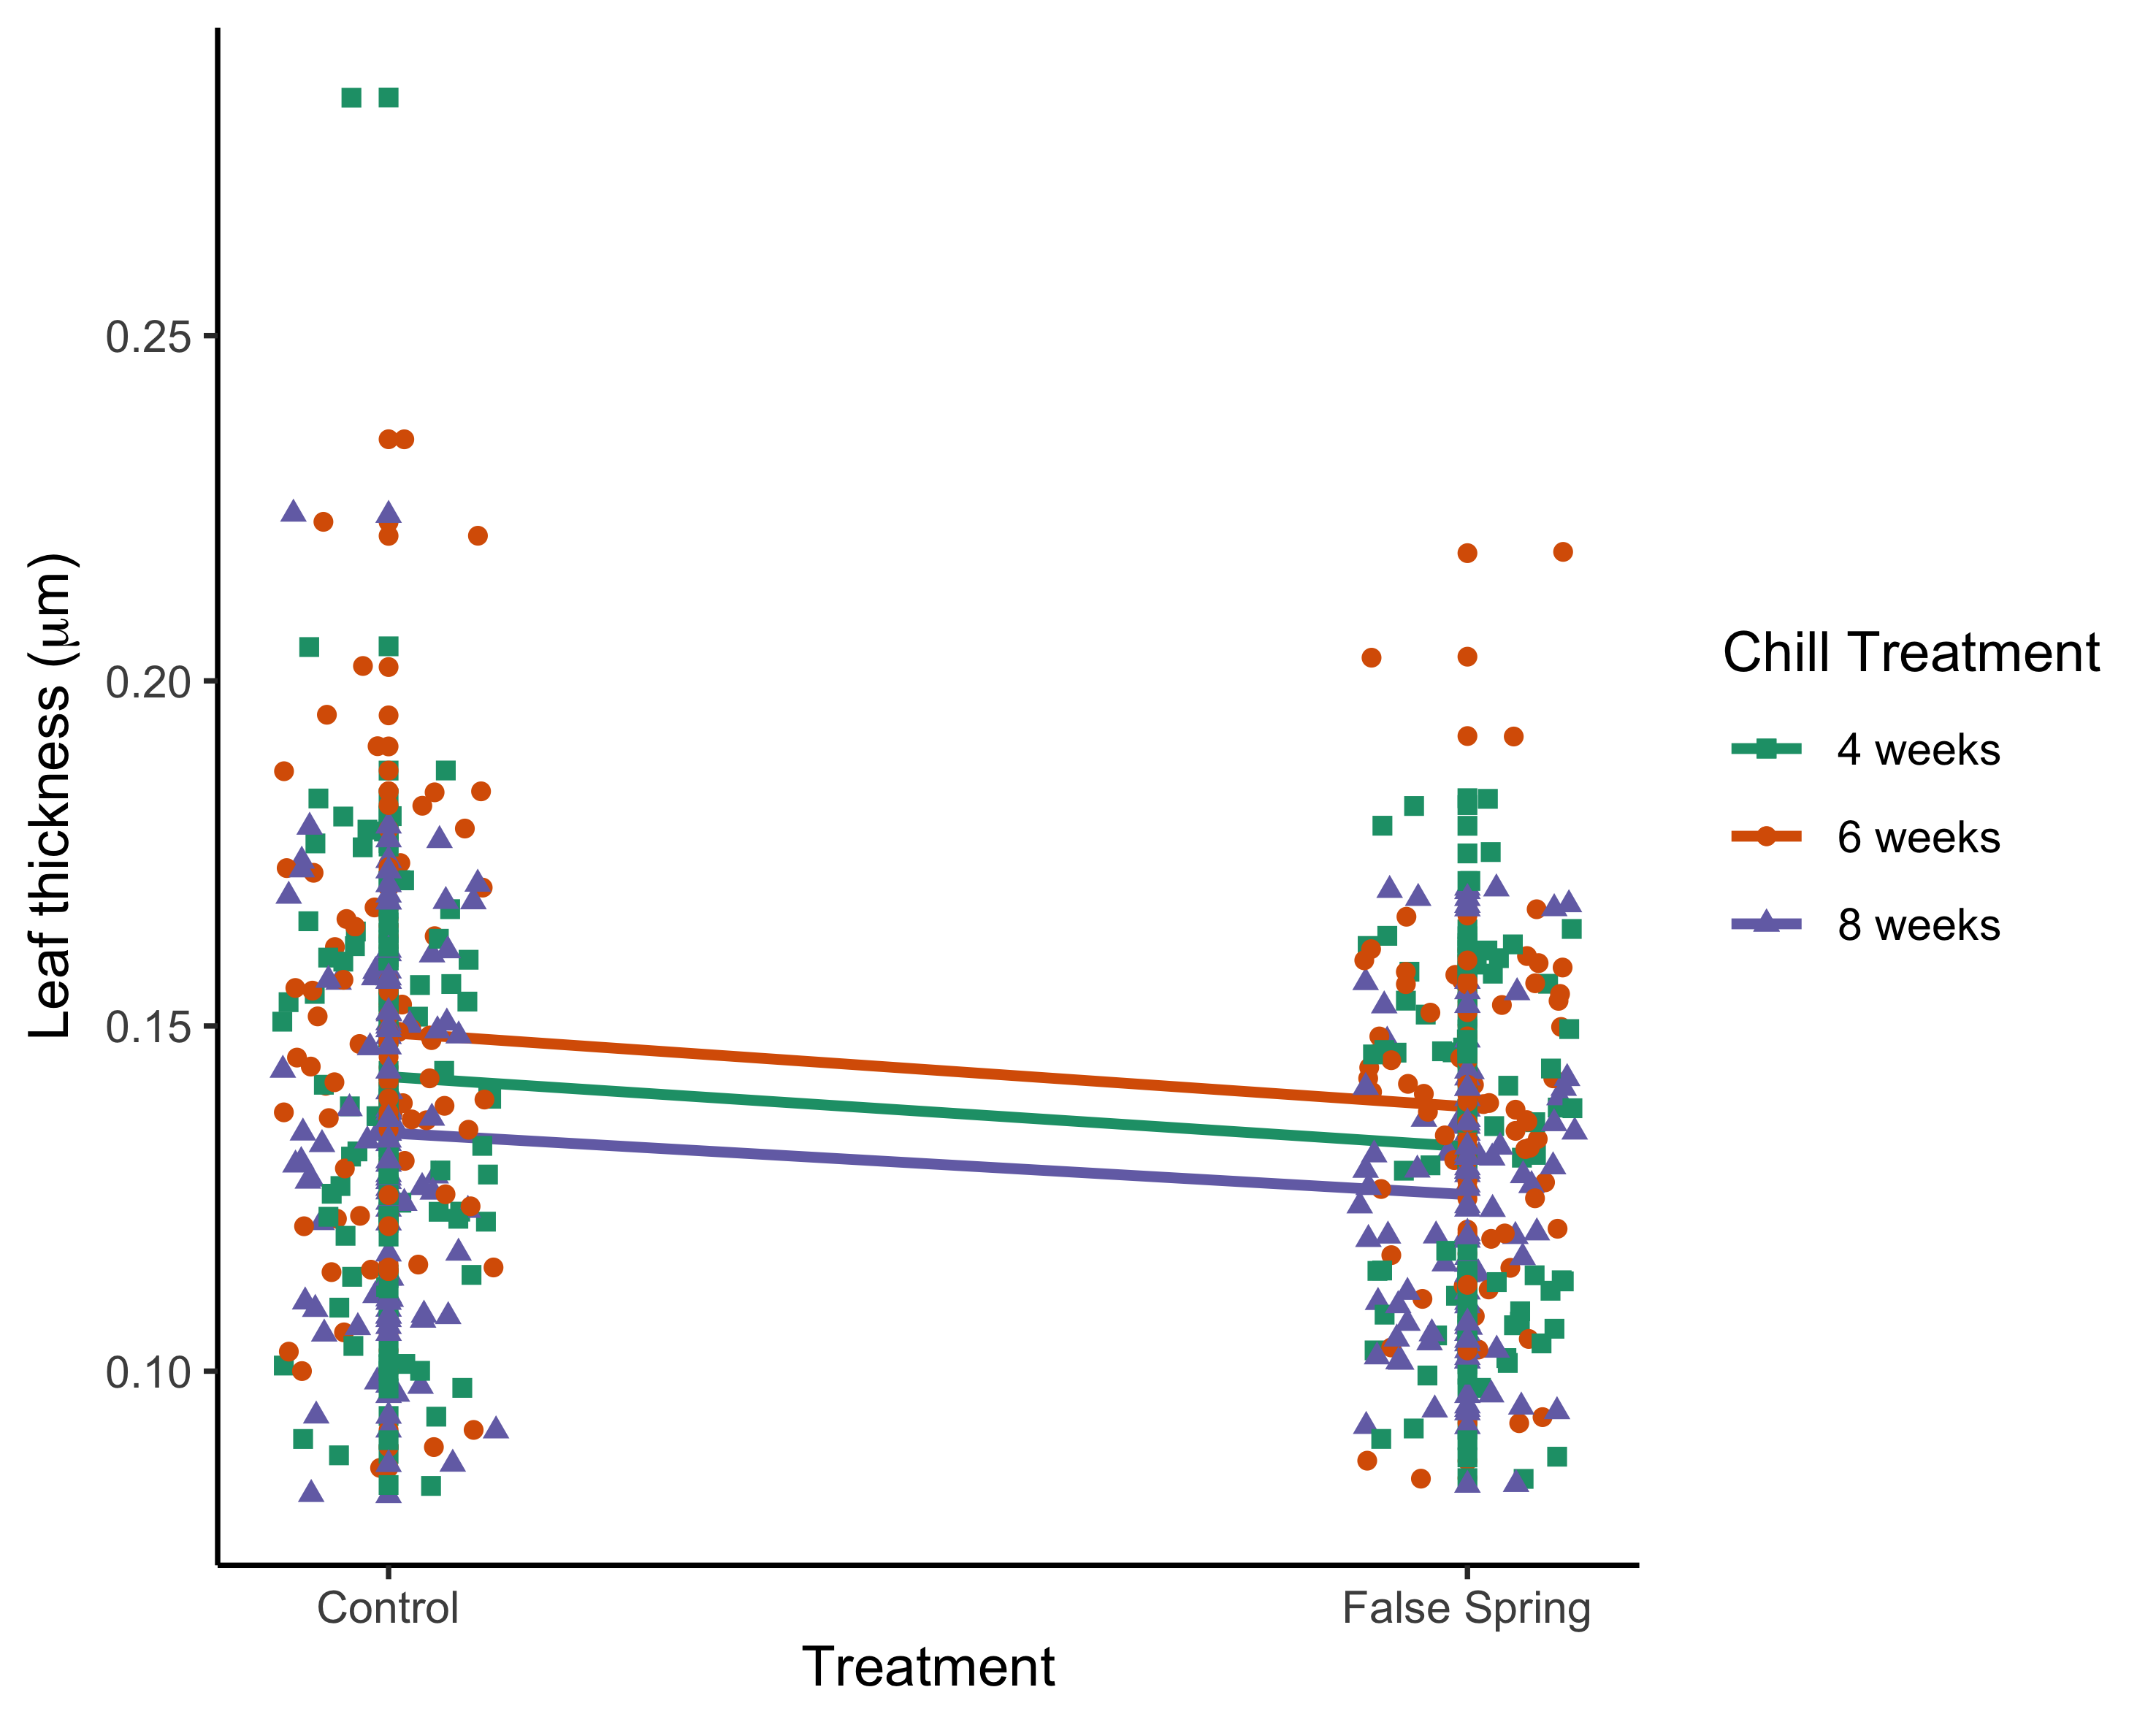 Leaf thickness (μm)
0.25
0.20
0.15
0.10
Control
False Spring
Treatment
Chill Treatment
4 weeks
6 weeks
8 weeks